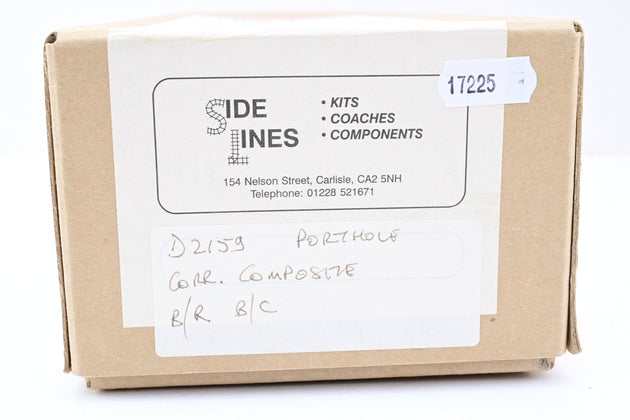 SIDE
LINES
• KITS
• COACHES
• COMPONENTS
17225
154 Nelson Street, Carlisle, CA2 5NH
Telephone: 01228 521671
D2159 PORTHOLE
CORR. COMPOSITE
B/R B/C